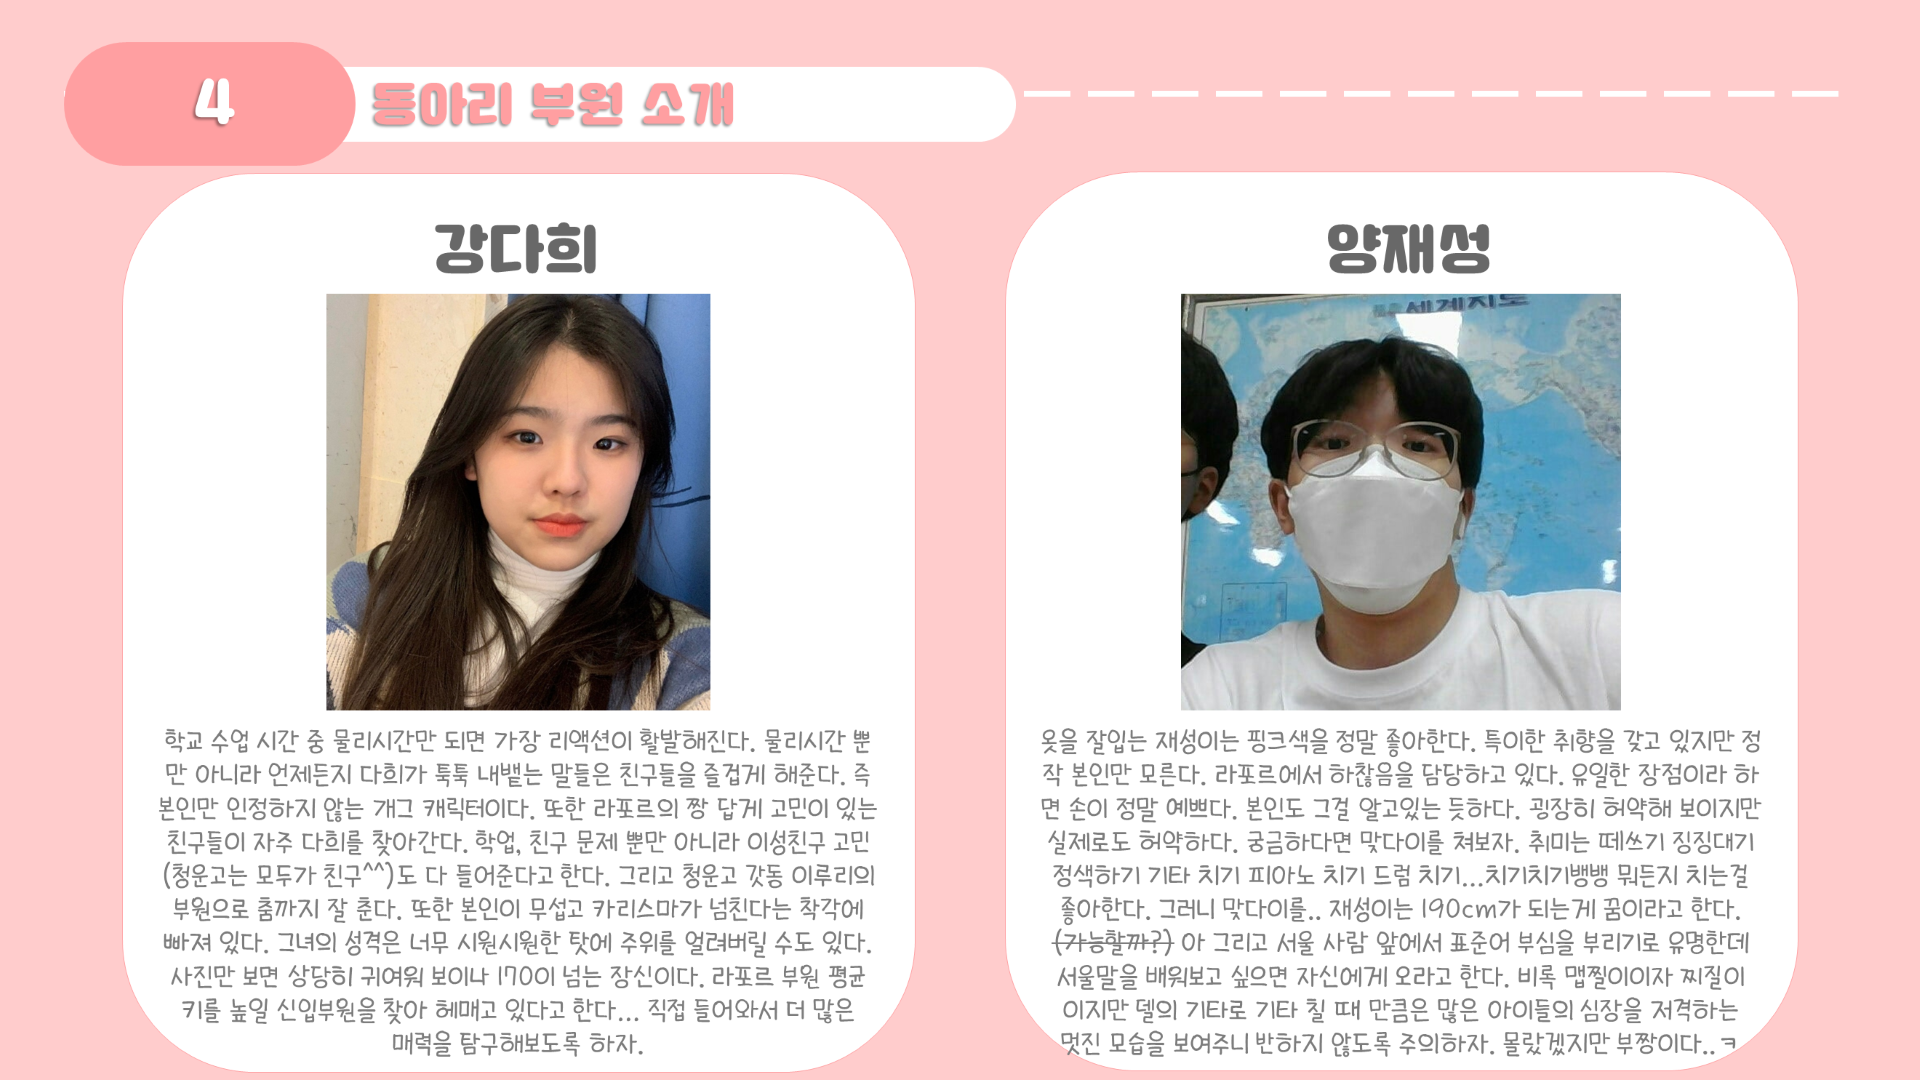 4
동아리 부원 소개
강다희
학교 수업 시간 중 물리시간만 되면 가장 리액션이 활발해진다. 물리시간 뿐
만 아니라 언제든지 다희가 툭툭 내뱉는 말들은 친구들을 즐겁게 해준다. 즉
본인만 인정하지 않는 개그 캐릭터이다. 또한 라포르의 짱 답게 고민이 있는
친구들이 자주 다희를 찾아간다. 학업, 친구 문제 뿐만 아니라 이성친구 고민
(청운고는 모두가 친구^^)도 다 들어준다고 한다. 그리고 청운고 갓동 이루리의
부원으로 춤까지 잘 춘다. 또한 본인이 무섭고 카리스마가 넘친다는 착각에
빠져 있다. 그녀의 성격은 너무 시원시원한 탓에 주위를 얼려버릴 수도 있다.
사진만 보면 상당히 귀여워 보이나 170이 넘는 장신이다. 라포르 부원 평균
키를 높일 신입부원을 찾아 헤매고 있다고 한다... 직접 들어와서 더 많은
매력을 탐구해보도록 하자.
양재성
세계지도
옷을 잘입는 재성이는 핑크색을 정말 좋아한다. 특이한 취향을 갖고 있지만 정
작 본인만 모른다. 라포르에서 하찮음을 담당하고 있다. 유일한 장점이라 하
면 손이 정말 예쁘다. 본인도 그걸 알고있는 듯하다. 굉장히 허약해 보이지만
실제로도 허약하다. 궁금하다면 맞다이를 쳐보자. 취미는 떼쓰기 징징대기
정색하기 기타 치기 피아노 치기 드럼 치기...치기치기뱅뱅 뭐든지 치는걸
좋아한다. 그러니 맞다이를.. 재성이는 190cm가 되는게 꿈이라고 한다.
(가능할까?) 아 그리고 서울 사람 앞에서 표준어 부심을 부리기로 유명한데
서울말을 배워보고 싶으면 자신에게 오라고 한다. 비록 맵찔이이자 찌질이
이지만 델의 기타로 기타 칠 때 만큼은 많은 아이들의 심장을 저격하는
멋진 모습을 보여주니 반하지 않도록 주의하자. 몰랐겠지만 부짱이다..ㅋ